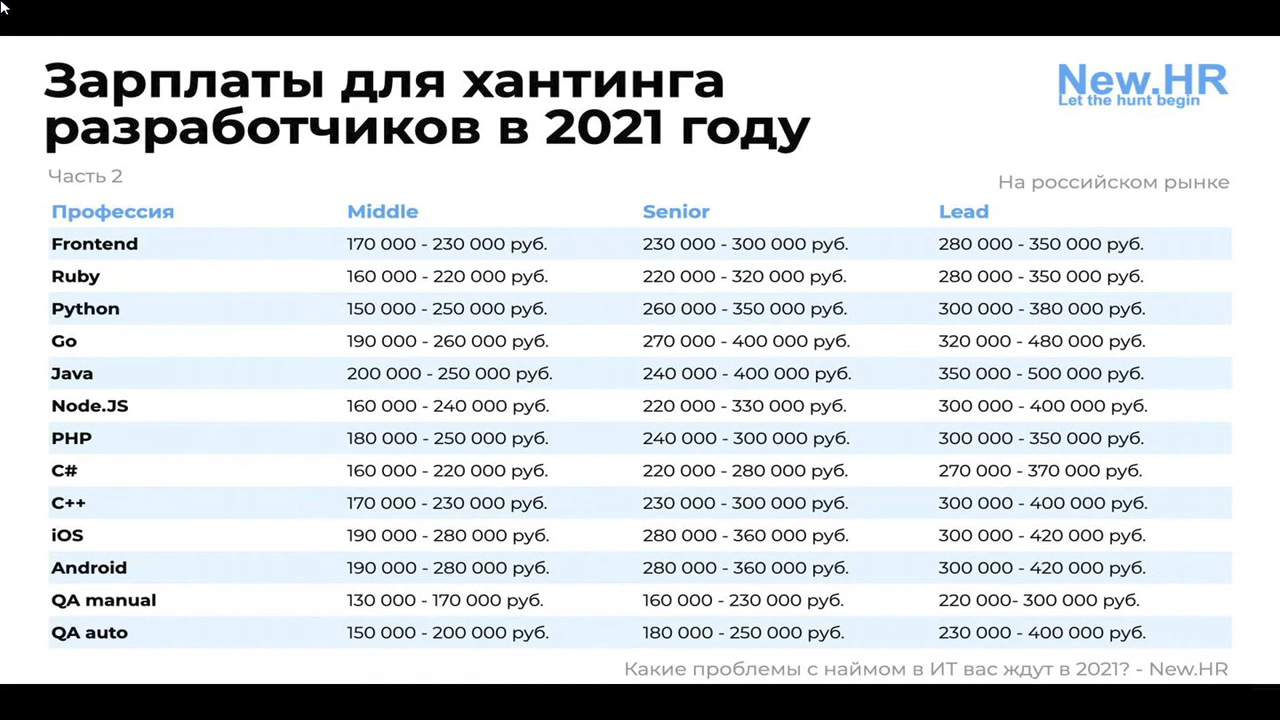 Зарплаты для хантинга
разработчиков в 2021 году
New.HR
Let the hunt begin
Часть 2
На российском рынке
Профессия Middle Senior Lead
Frontend 170 000 - 230 000 руб. 230 000 - 300 000 руб. 280 000 - 350 000 руб.
Ruby 160 000 - 220 000 руб. 220 000 - 320 000 руб. 280 000 - 350 000 руб.
Python 150 000 - 250 000 руб. 260 000 - 350 000 руб. 300 000 - 380 000 руб.
Go 190 000 - 260 000 руб. 270 000 - 400 000 руб. 320 000 - 480 000 руб.
Java 200 000 - 250 000 руб. 240 000 - 400 000 руб. 350 000 - 500 000 руб.
Node.JS 160 000 - 240 000 руб. 220 000 - 330 000 руб. 300 000 - 400 000 руб.
PHP 180 000 - 250 000 руб. 240 000 - 300 000 руб. 300 000 - 350 000 руб.
C# 160 000 - 220 000 руб. 220 000 - 280 000 руб. 270 000 - 370 000 руб.
C++ 170 000 - 230 000 руб. 230 000 - 300 000 руб. 300 000 - 400 000 руб.
iOS 190 000 - 280 000 руб. 280 000 - 360 000 руб. 300 000 - 420 000 руб.
Android 190 000 - 280 000 руб. 280 000 - 360 000 руб. 300 000 - 420 000 руб.
QA manual 130 000 - 170 000 руб. 160 000 - 230 000 руб. 220 000- 300 000 руб.
QA auto 150 000 - 200 000 руб. 180 000 - 250 000 руб. 230 000 - 400 000 руб.
Какие проблемы с наймом в ИТ вас ждут в 2021? - New.HR